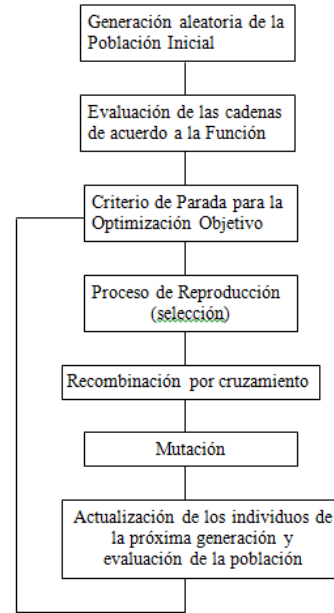 Generación aleatoria de la
Población Inicial
Evaluación de las cadenas
de acuerdo a la Función
Criterio de Parada para la
Optimización Objetivo
Proceso de Reproducción
(selección)
Recombinación por cruzamiento
Mutación
Actualización de los individuos de
la próxima generación y
evaluación de la población